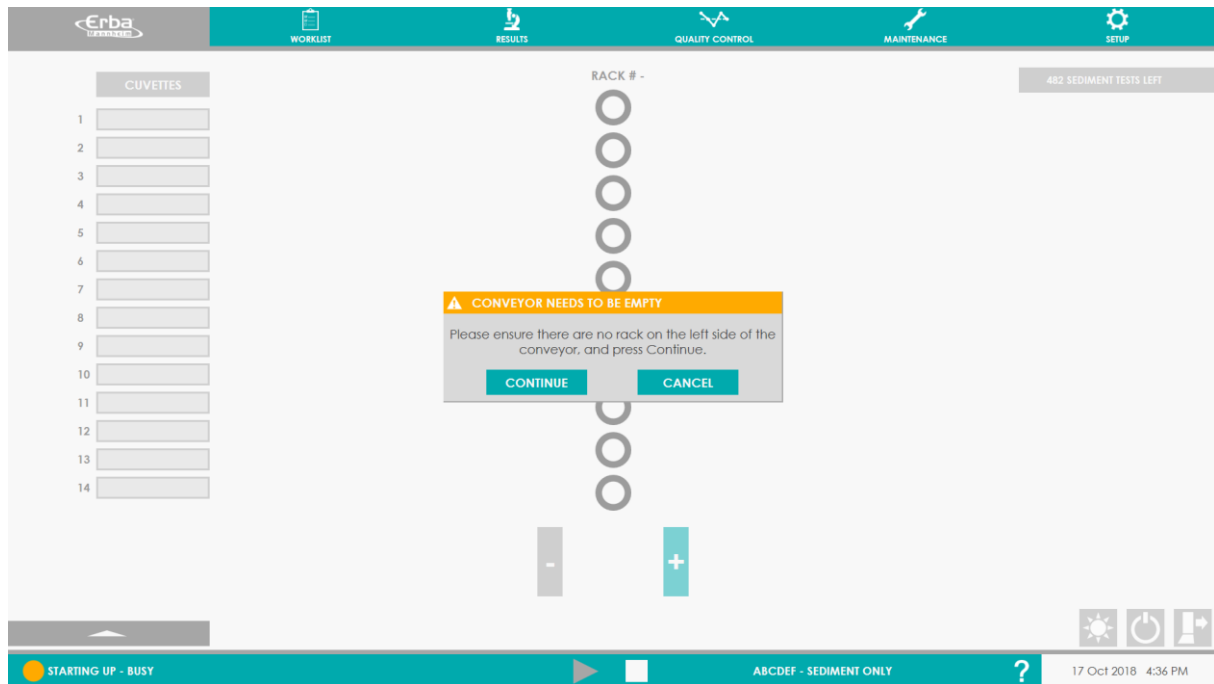 Erba
Mannheim
WORKLIST
RESULTS
QUALITY CONTROL
MAINTENANCE
SETUP
CUVETTES
RACK # -
482 SEDIMENT TESTS LEFT
1
2
3
4
5
6
7
8
9
10
11
12
13
14
CONVEYOR NEEDS TO BE EMPTY
Please ensure there are no rack on the left side of the
conveyor, and press Continue.
CONTINUE
CANCEL
-
+
STARTING UP - BUSY
ABCDEF - SEDIMENT ONLY
?
17 Oct 2018 4:36 PM